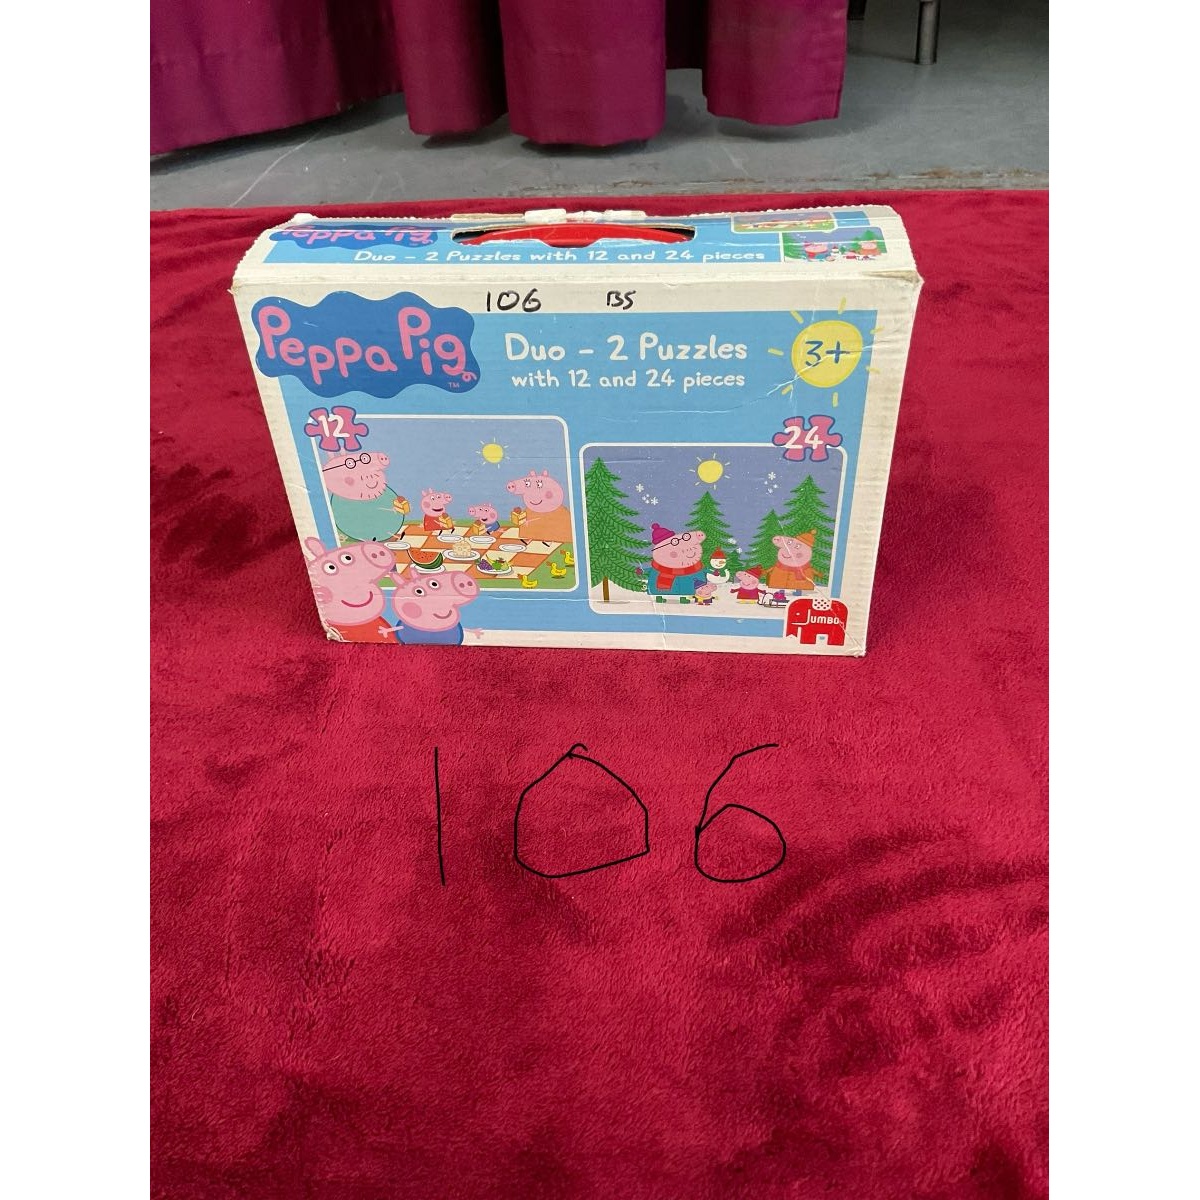 Peppa Pig
Duo - 2 Puzzles with 12 and 24 pieces
106 BS
Peppa Pig™
Duo - 2 Puzzles
with 12 and 24 pieces
3+
12
24
JUMBO
106